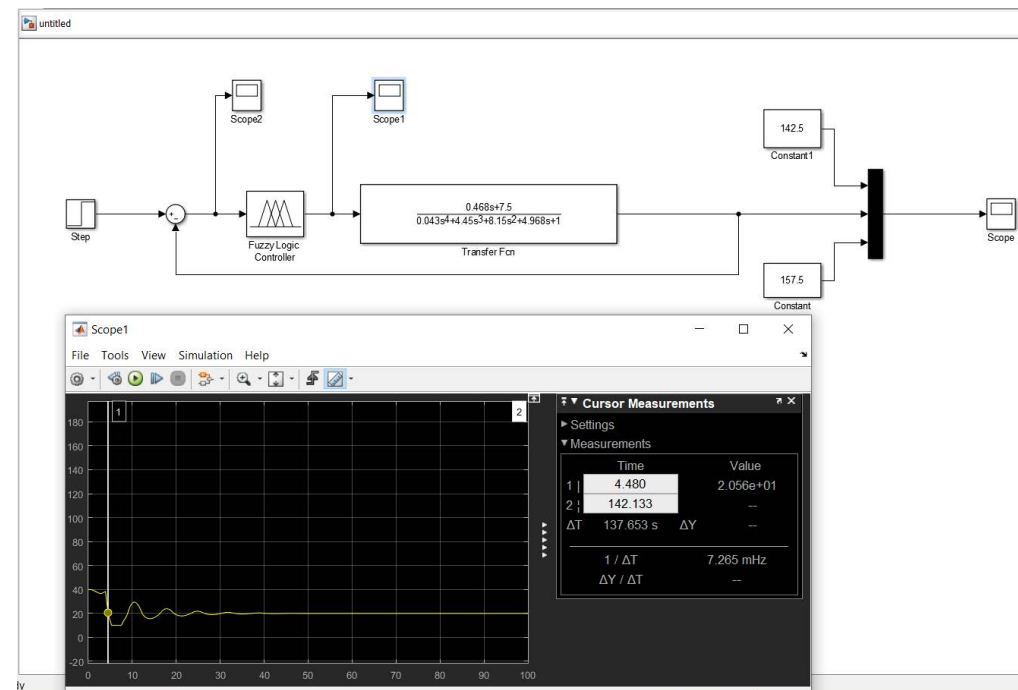 untitled
Scope2
Scope1
142.5
Constant1
Step
+
-
Fuzzy Logic
Controller
0.468s+7.5
0.043s4+4.45s3+8.15s2+4.968s+1
Transfer Fcn
Scope
157.5
Constant
Scope1
File Tools View Simulation Help
Cursor Measurements
Settings
Measurements
Time Value
1 4.480 2.056e+01
2 142.133 --
ΔT 137.653 s ΔY --
1 / ΔT 7.265 mHz
ΔY / ΔT --
1
2
180
160
140
120
100
80
60
40
20
0
-20
0 10 20 30 40 50 60 70 80 90 100